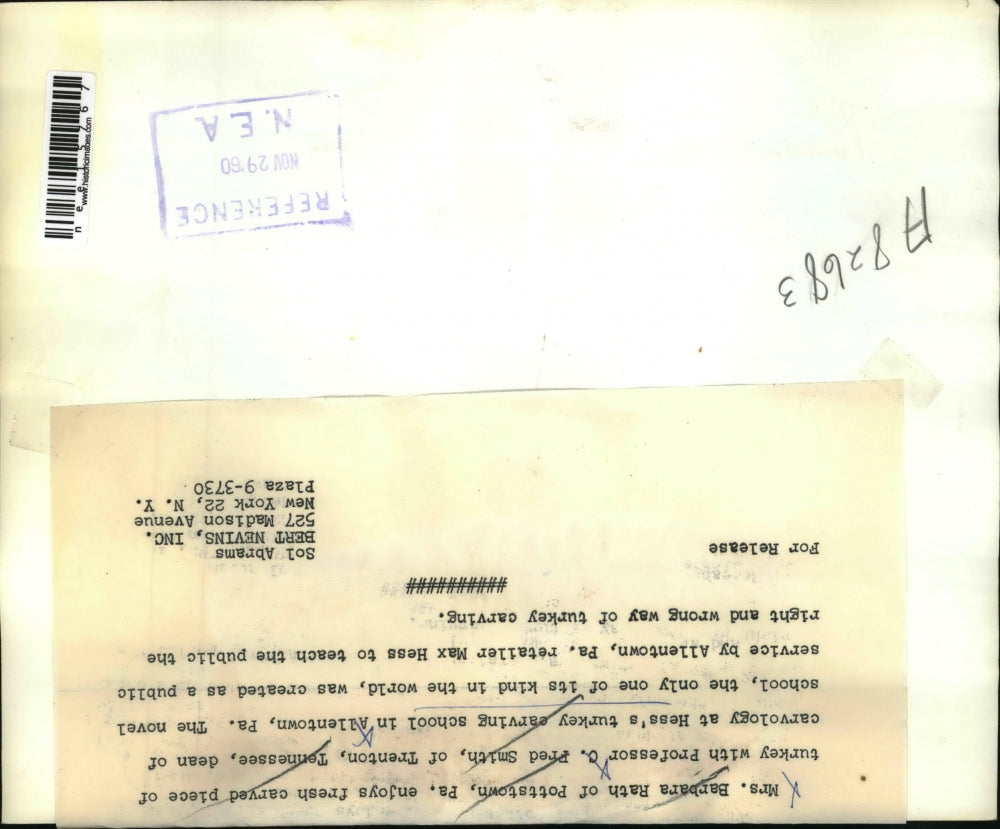 Mrs. Barbara Rath of Pottstown, Pa. enjoys fresh carved piece of
turkey with Professor C. Fred Smith, of Trenton, Tennessee, dean of
carvology at Hess's turkey carving school in Allentown, Pa. The novel
school, the only one of its kind in the world, was created as a public
service by Allentown, Pa. retailer Max Hess to teach the public the
right and wrong way of turkey carving.
##########
For Release
Sol Abrams
BERT NEVINS, INC.
527 Madison Avenue
New York 22, N. Y.
Plaza 9-3730
A82683
REFERENCE
NOV 29 '60
N.E.A
www.historicimages.com